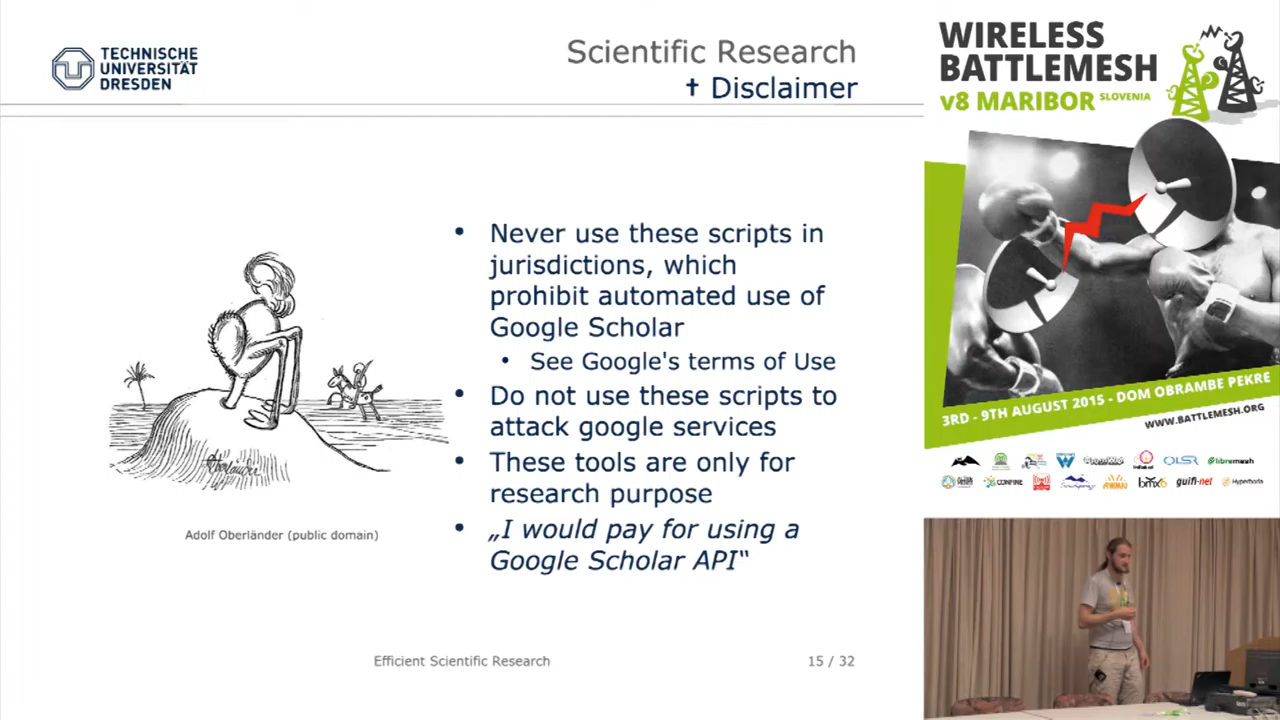 TECHNISCHE
UNIVERSITÄT
DRESDEN
Scientific Research
✝ Disclaimer
• Never use these scripts in
jurisdictions, which
prohibit automated use of
Google Scholar
• See Google's terms of Use
• Do not use these scripts to
attack google services
• These tools are only for
research purpose
• „I would pay for using a
Google Scholar API“
Oberländer
Adolf Oberländer (public domain)
Efficient Scientific Research
15 / 32
WIRELESS
BATTLEMESH
v8 MARIBOR SLOVENIA
3RD - 9TH AUGUST 2015 - DOM OBRAMBE PEKRE
WWW.BATTLEMESH.ORG
OLSR
libremesh
CONFINE
AWMN
bmx6
guifi·net
Hyperboria